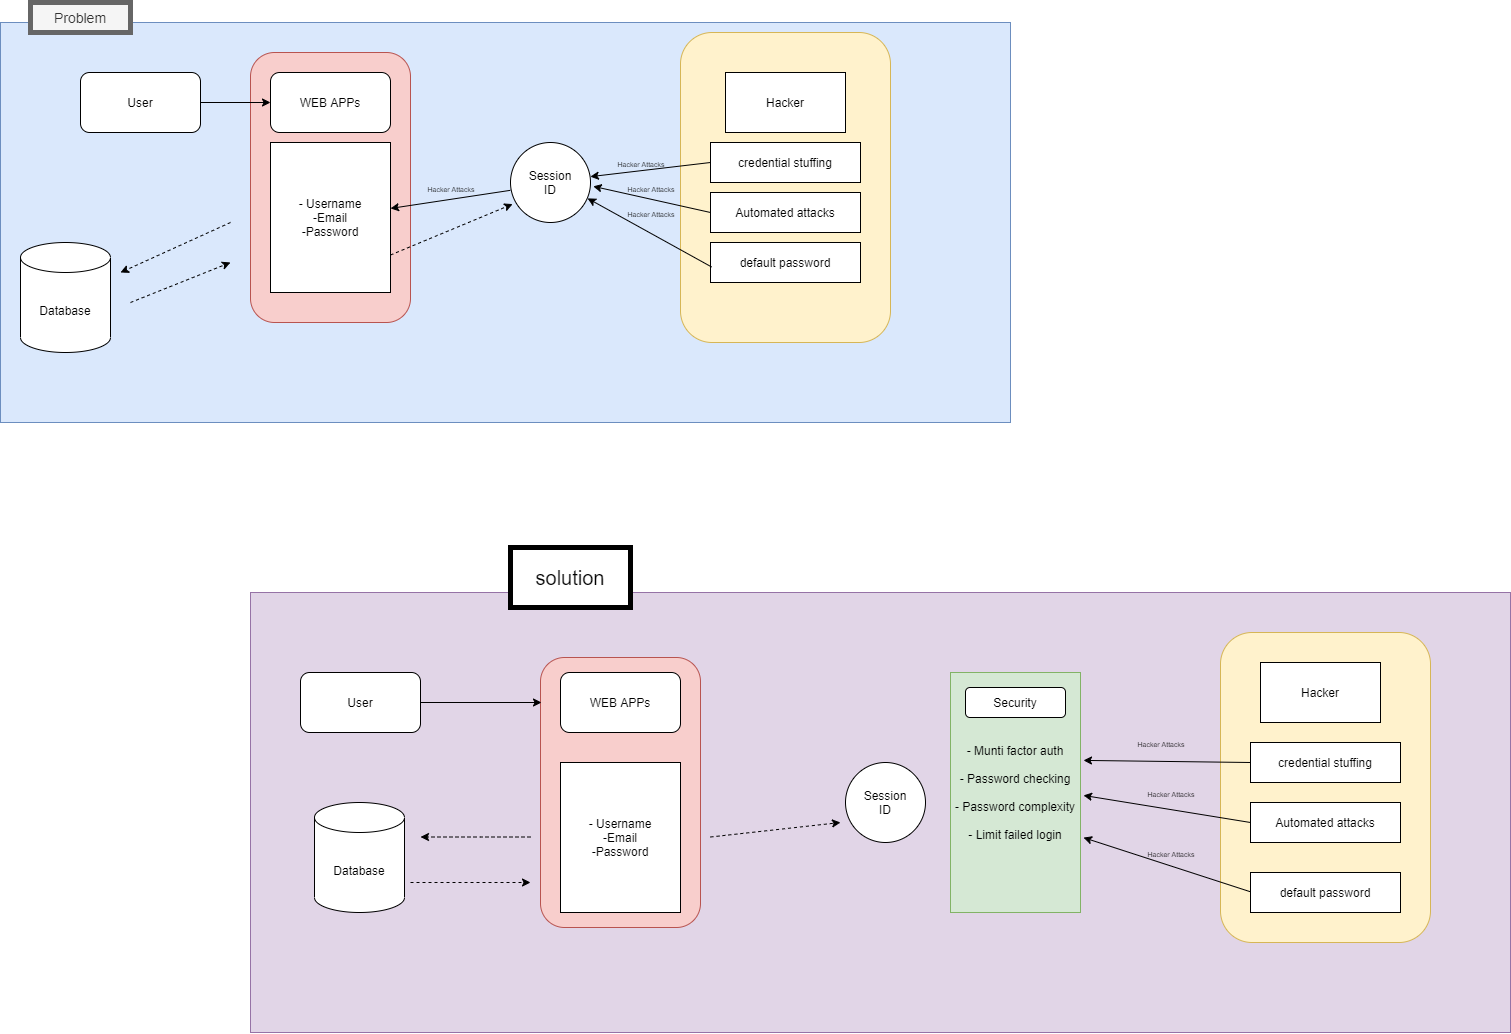 Problem
User
WEB APPs
Hacker
- Username
-Email
-Password
Session
ID
Hacker Attacks
Hacker Attacks
Hacker Attacks
Hacker Attacks
credential stuffing
Automated attacks
default password
Database
solution
User
WEB APPs
- Username
-Email
-Password
Database
Session
ID
Security
- Munti factor auth
- Password checking
- Password complexity
- Limit failed login
Hacker Attacks
Hacker Attacks
Hacker Attacks
Hacker
credential stuffing
Automated attacks
default password